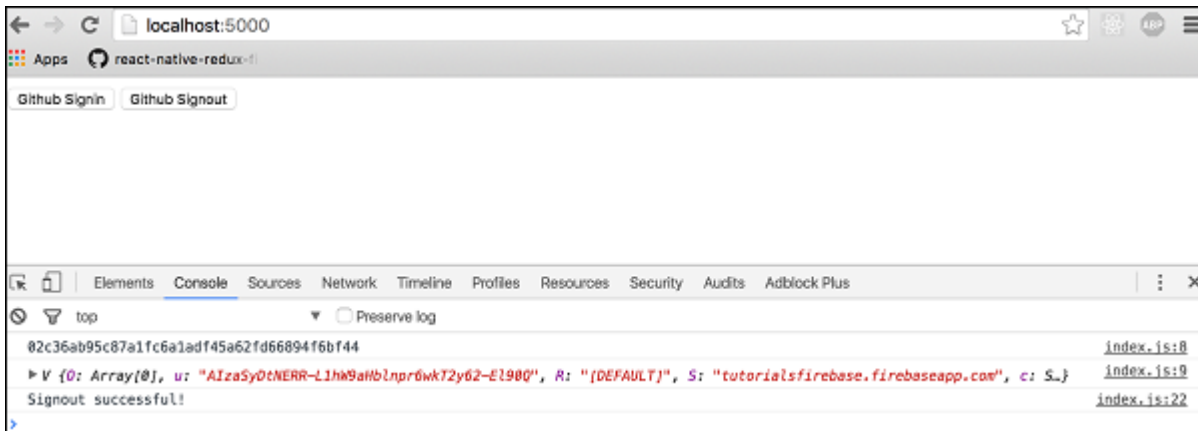 localhost:5000
ABP
Apps react-native-redux-fi
Github Signin Github Signout
Elements Console Sources Network Timeline Profiles Resources Security Audits Adblock Plus
top Preserve log
02c36ab95c87a1fc6a1adf45a62fd66894f6bf44 index.js:8
V {O: Array[0], u: "AIzaSyDtNERR-L1hW9aHblnpr6wkT2y62-El90Q", R: "[DEFAULT]", S: "tutorialsfirebase.firebaseapp.com", c: S…} index.js:9
Signout successful! index.js:22